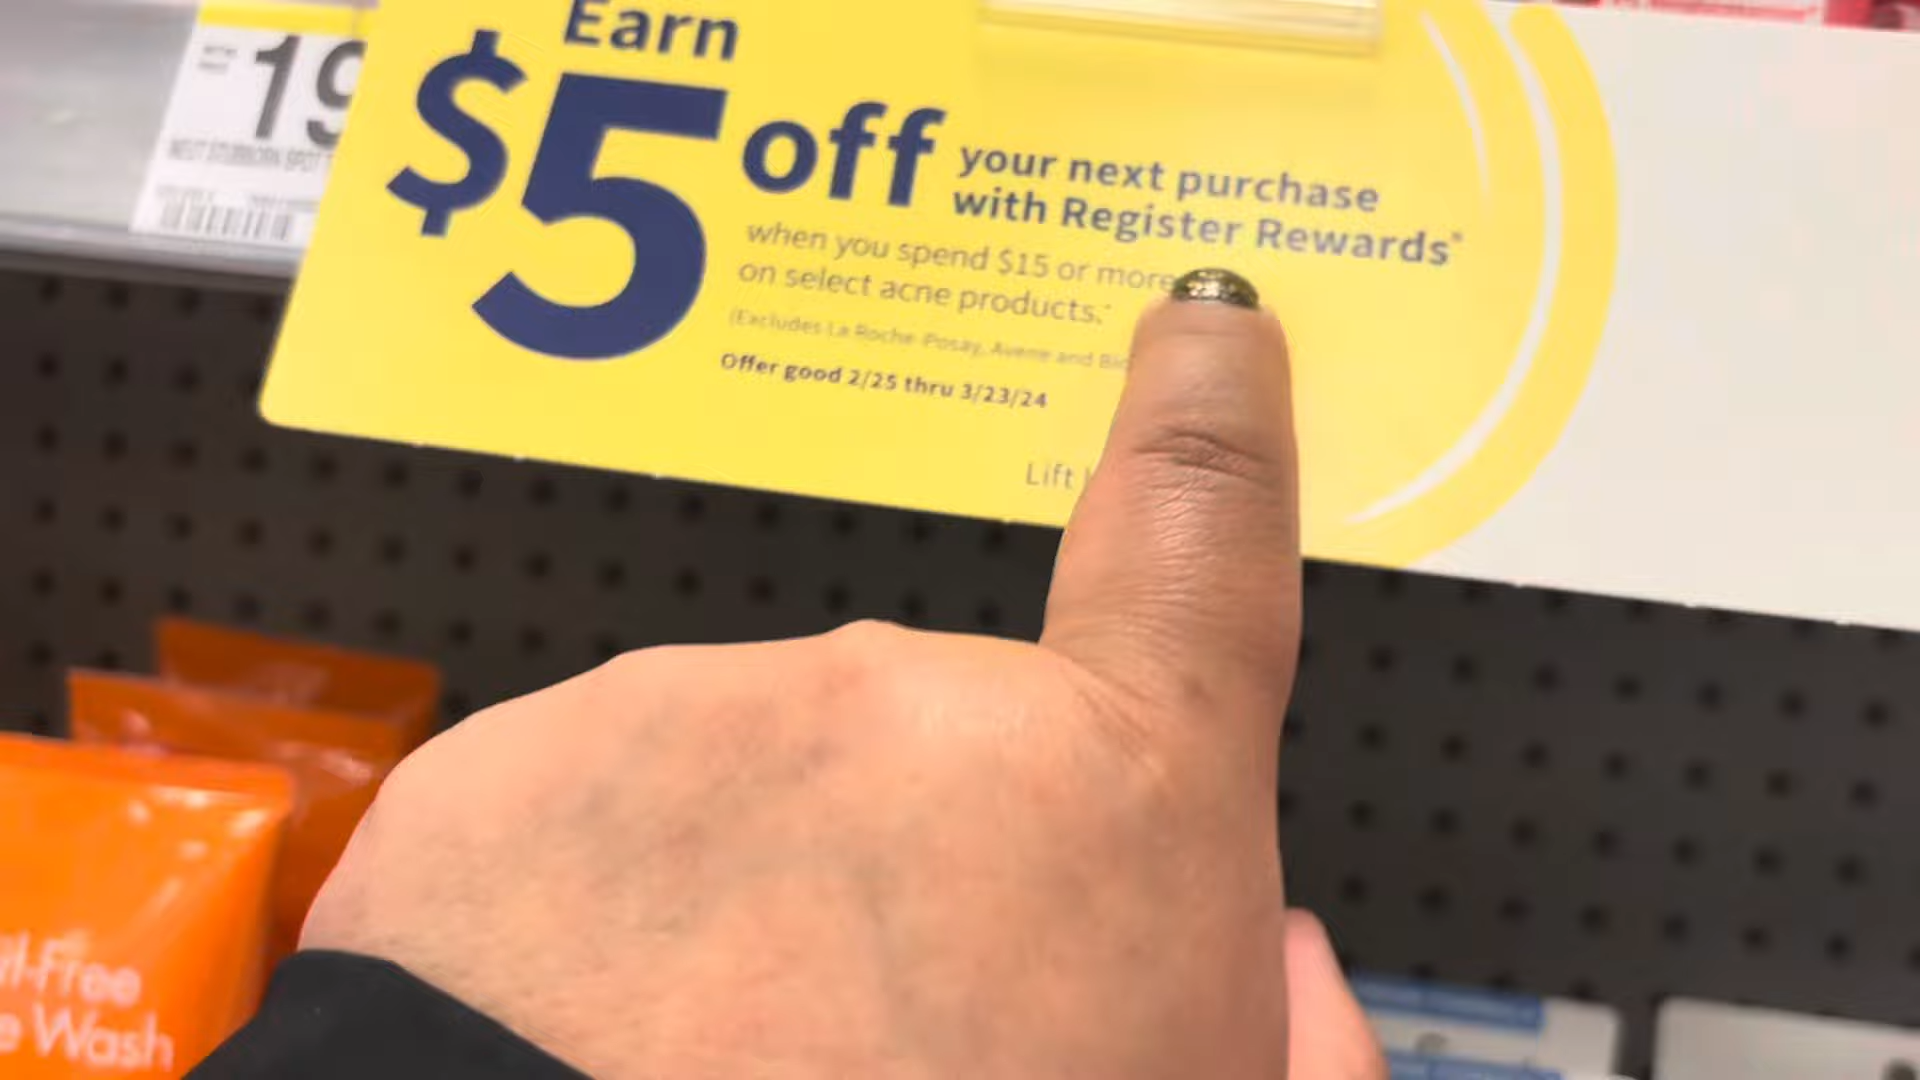 Earn
$5 off your next purchase
with Register Rewards*
when you spend $15 or more
on select acne products.*
(Excludes La Roche-Posay, Avene and
Offer good 2/25 thru 3/23/24
Lift
19
SPOT
l-Free
e Wash